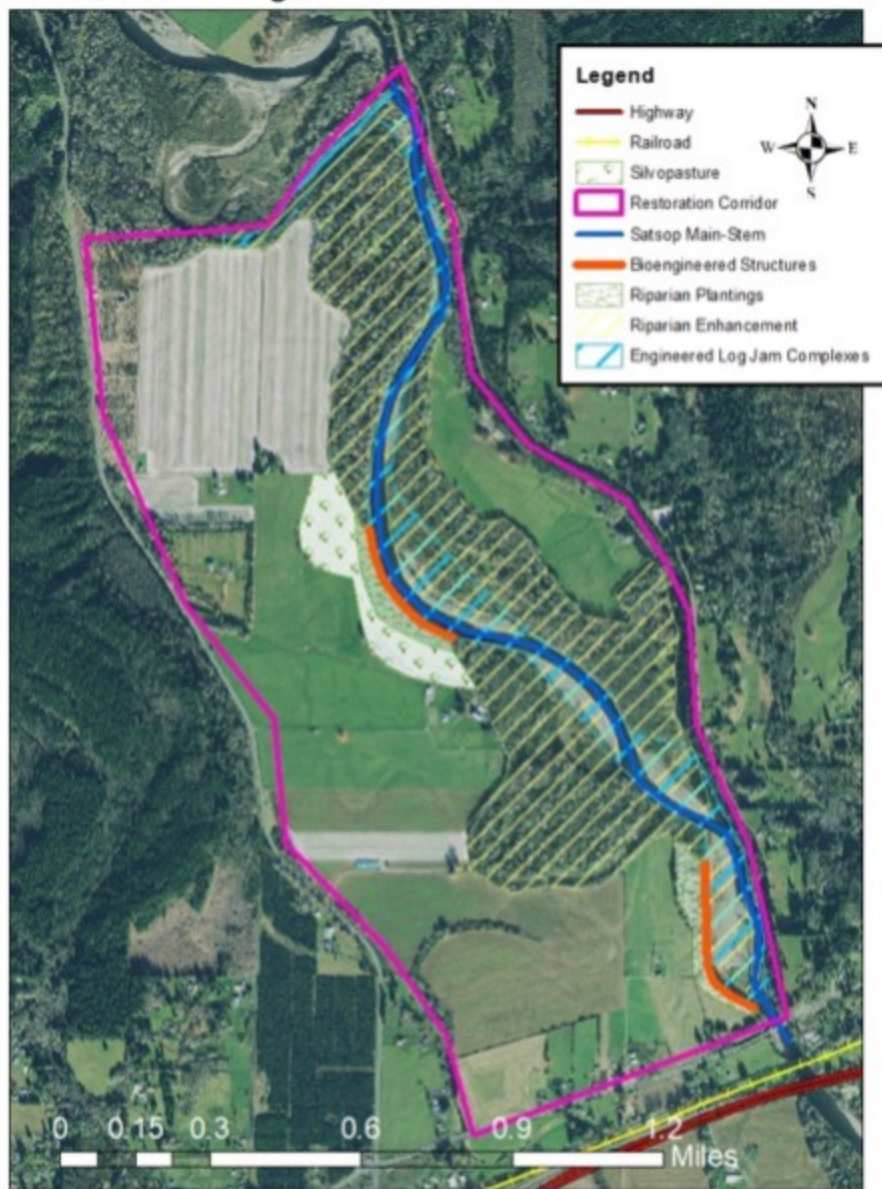 Legend
Highway
Railroad
Silvopasture
Restoration Corridor
Satsop Main-Stem
Bioengineered Structures
Riparian Plantings
Riparian Enhancement
Engineered Log Jam Complexes
N
W E
S
0 0.15 0.3 0.6 0.9 1.2
Miles